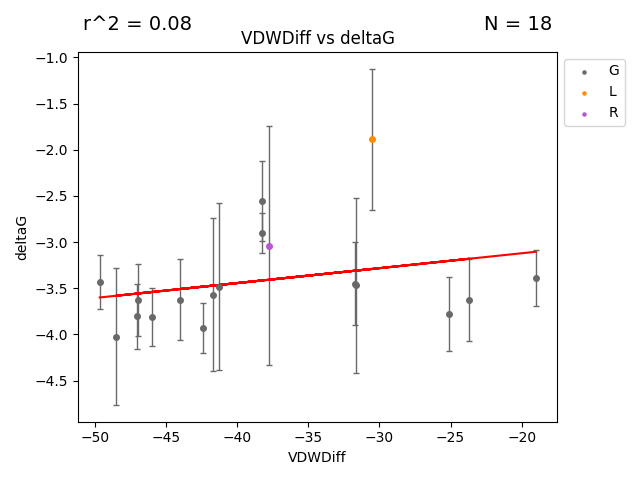 r^2 = 0.08
N = 18
VDWDiff vs deltaG
−1.0
−1.5
−2.0
−2.5
−3.0
−3.5
−4.0
−4.5
deltaG
−50
−45
−40
−35
−30
−25
−20
VDWDiff
G
L
R